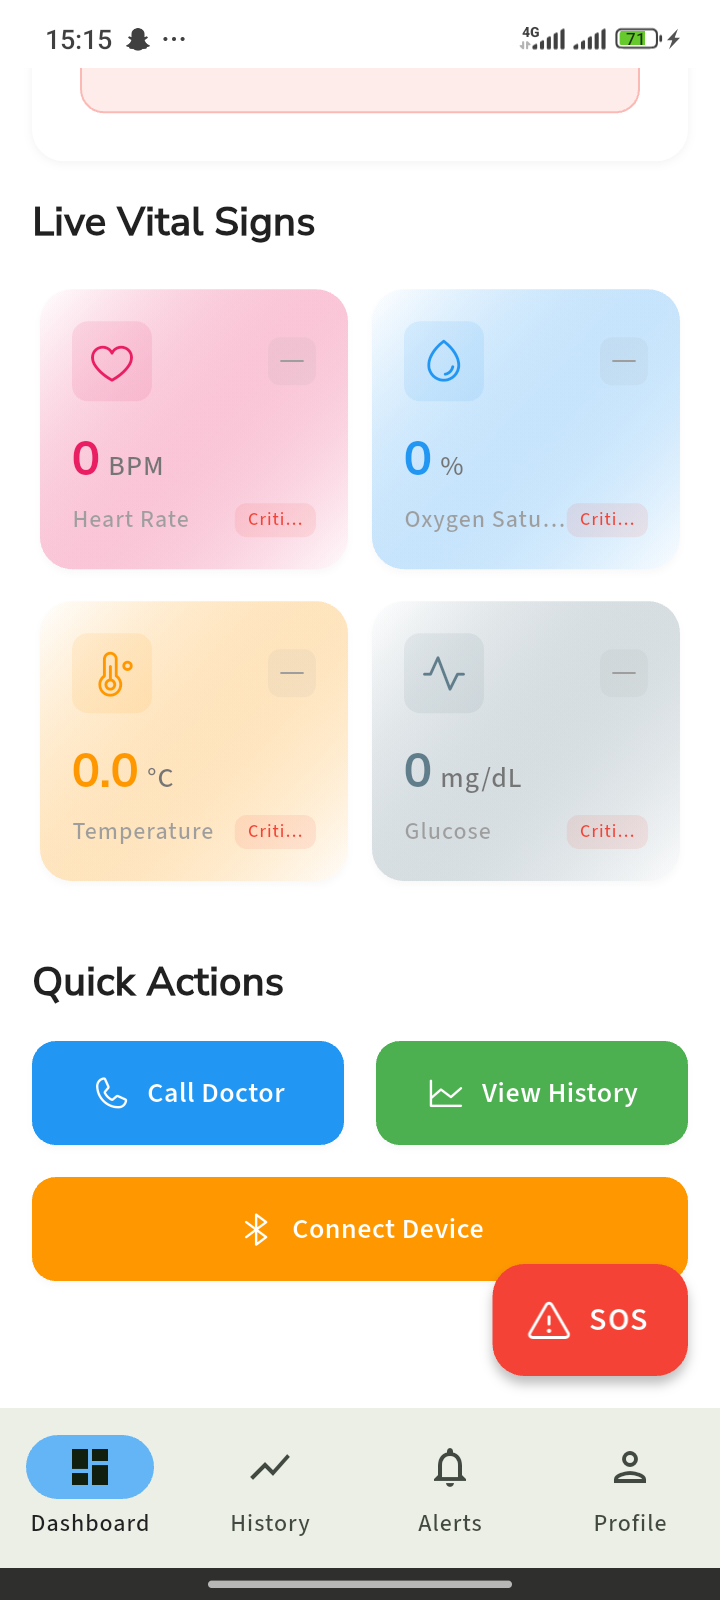 15:15
4G
71
Live Vital Signs
0 BPM
Heart Rate
Criti...
0 %
Oxygen Satu...
Criti...
0.0 °C
Temperature
Criti...
0 mg/dL
Glucose
Criti...
Quick Actions
Call Doctor
View History
Connect Device
SOS
Dashboard
History
Alerts
Profile